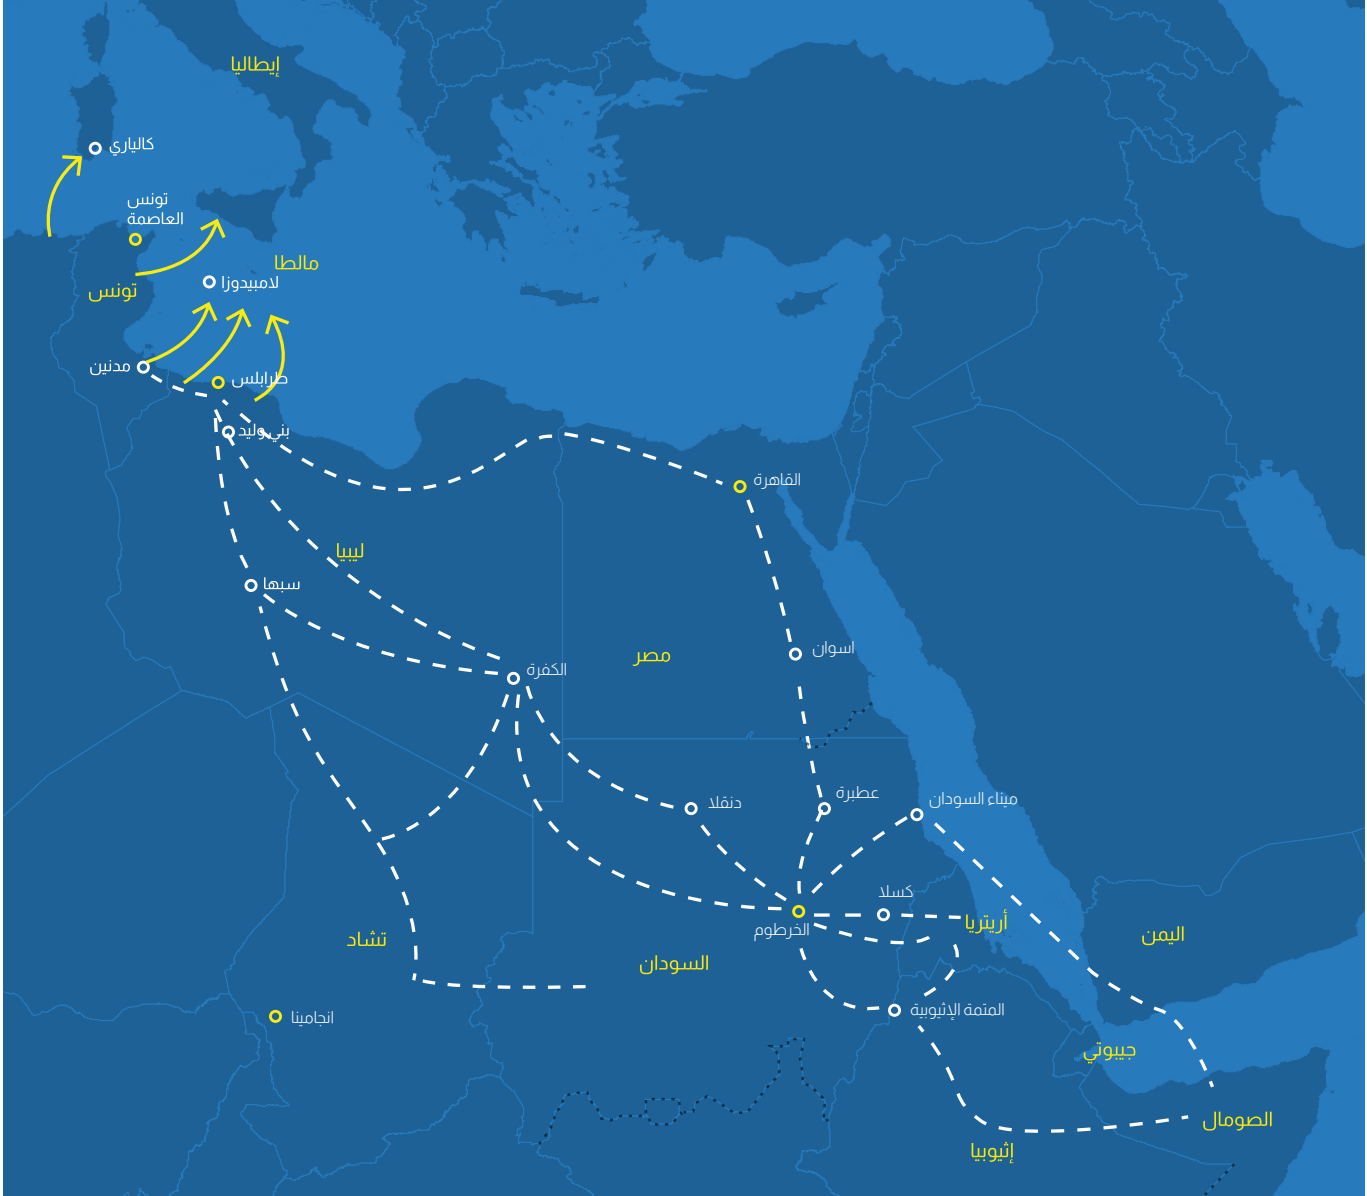 إيطاليا
كالياري
تونس
العاصمة
مالطا
لامبيدوزا
تونس
مدنين
طرابلس
بني وليد
القاهرة
ليبيا
سبها
اسوان
مصر
الكفرة
عطبرة
ميناء السودان
دنقلا
كسلا
أريتريا
الخرطوم
اليمن
تشاد
السودان
المتمة الإثيوبية
انجامينا
جيبوتي
الصومال
إثيوبيا